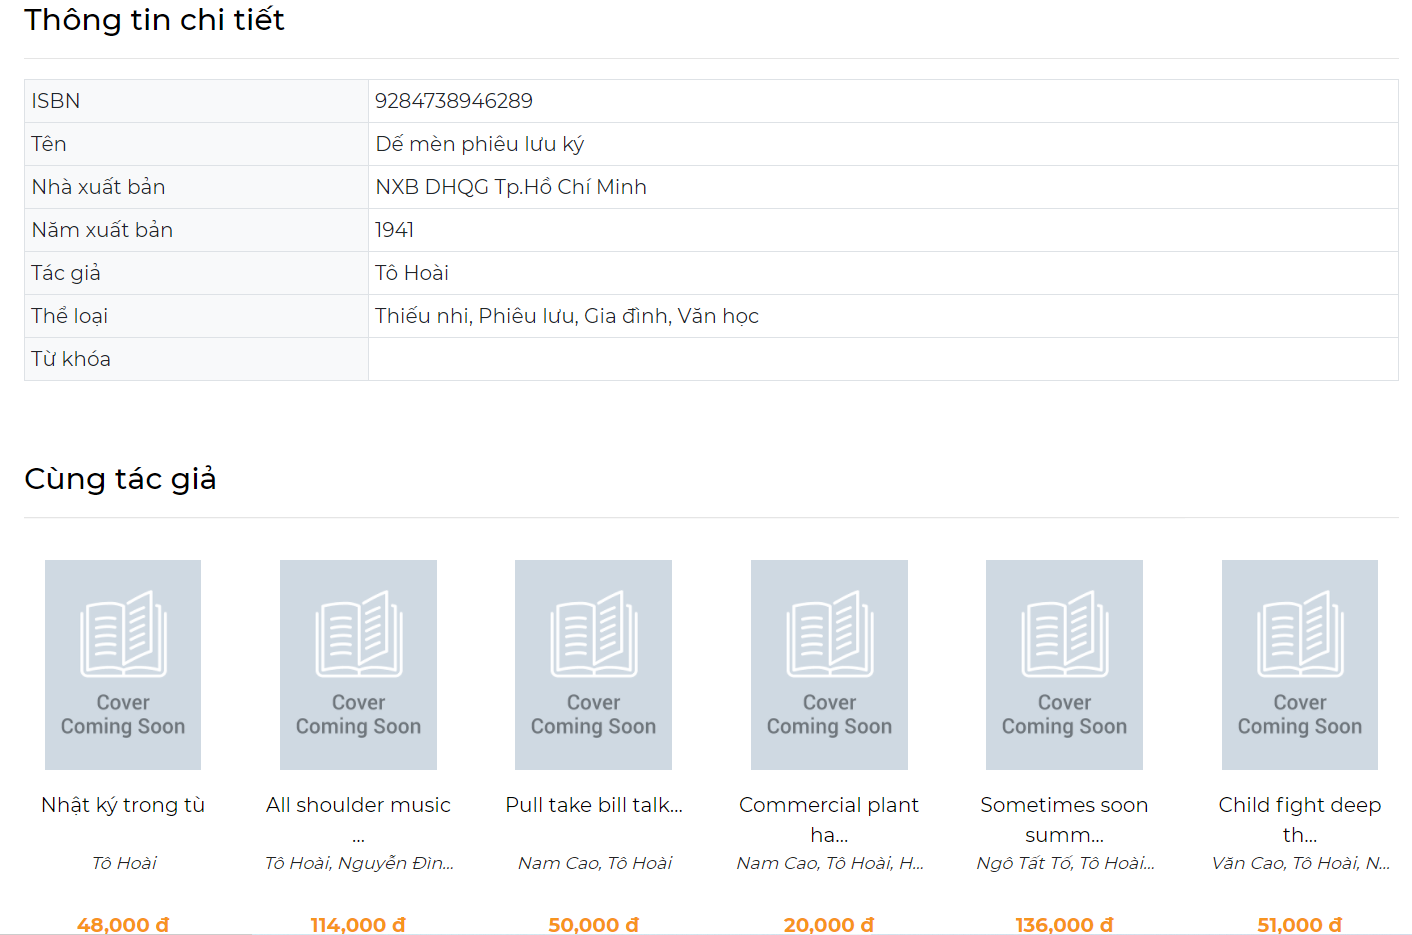 Thông tin chi tiết
ISBN 9284738946289
Tên Dế mèn phiêu lưu ký
Nhà xuất bản NXB DHQG Tp.Hồ Chí Minh
Năm xuất bản 1941
Tác giả Tô Hoài
Thể loại Thiếu nhi, Phiêu lưu, Gia đình, Văn học
Từ khóa
Cùng tác giả
Cover
Coming Soon
Nhật ký trong tù
Tô Hoài
48,000 đ
Cover
Coming Soon
All shoulder music
...
Tô Hoài, Nguyễn Đìn...
114,000 đ
Cover
Coming Soon
Pull take bill talk...
Nam Cao, Tô Hoài
50,000 đ
Cover
Coming Soon
Commercial plant
ha...
Nam Cao, Tô Hoài, H...
20,000 đ
Cover
Coming Soon
Sometimes soon
summ...
Ngô Tất Tố, Tô Hoài...
136,000 đ
Cover
Coming Soon
Child fight deep
th...
Văn Cao, Tô Hoài, N...
51,000 đ